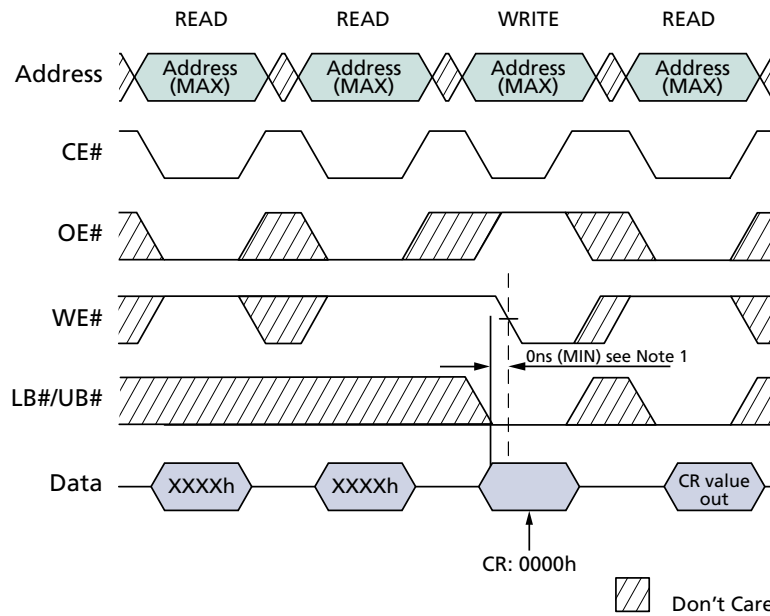 READ READ WRITE READ
Address
Address (MAX) Address (MAX) Address (MAX) Address (MAX)
CE#
OE#
WE#
0ns (MIN) see Note 1
LB#/UB#
Data
XXXXh XXXXh CR value out
CR: 0000h
Don't Care